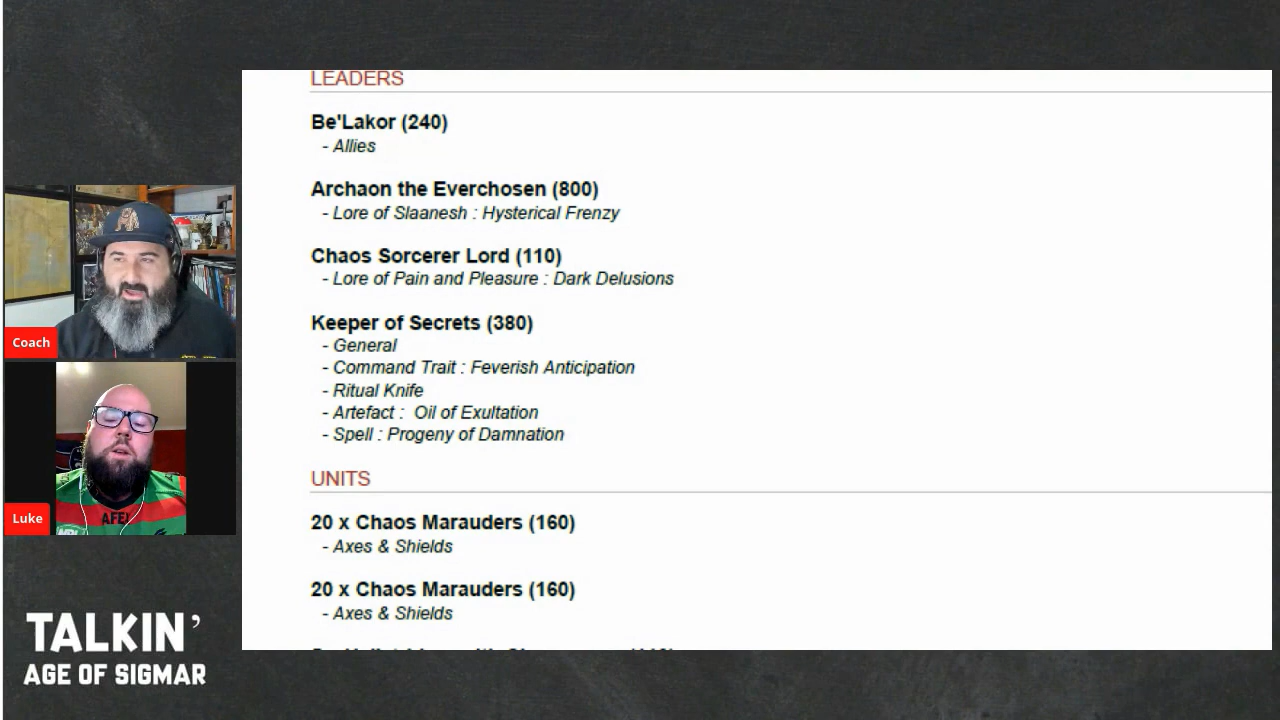 LEADERS
Be'Lakor (240)
- Allies
Archaon the Everchosen (800)
- Lore of Slaanesh : Hysterical Frenzy
Chaos Sorcerer Lord (110)
- Lore of Pain and Pleasure : Dark Delusions
Keeper of Secrets (380)
- General
- Command Trait : Feverish Anticipation
- Ritual Knife
- Artefact : Oil of Exultation
- Spell : Progeny of Damnation
UNITS
20 x Chaos Marauders (160)
- Axes & Shields
20 x Chaos Marauders (160)
- Axes & Shields
Coach
Luke
TALKIN'
AGE OF SIGMAR